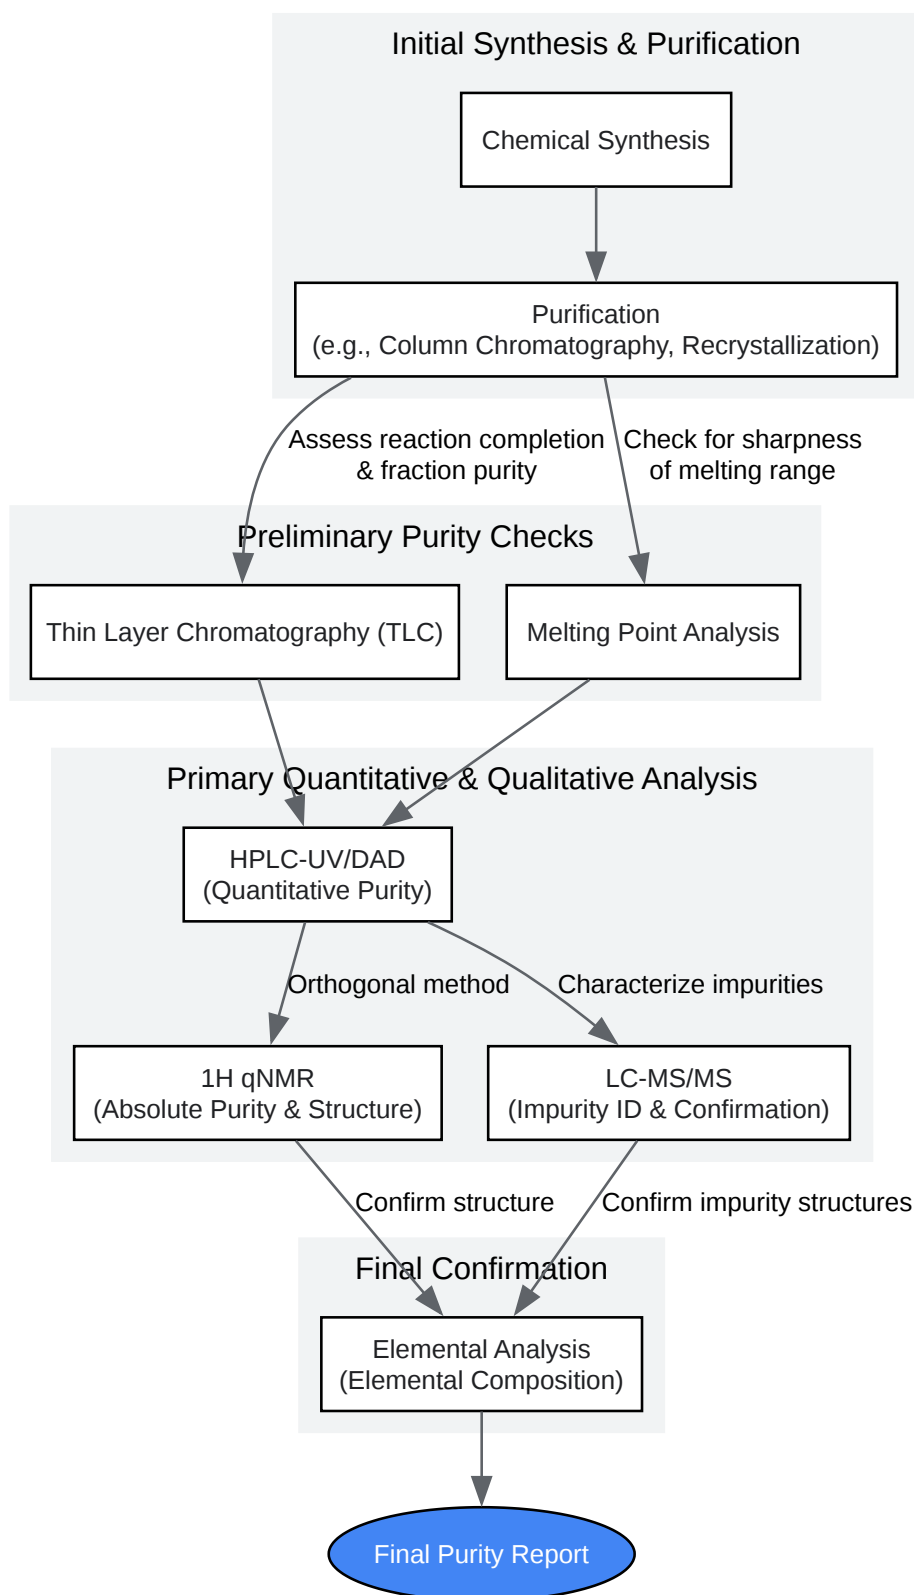 Initial Synthesis & Purification
Chemical Synthesis
Purification
(e.g., Column Chromatography, Recrystallization)
Assess reaction completion
& fraction purity
Check for sharpness
of melting range
Preliminary Purity Checks
Thin Layer Chromatography (TLC)
Melting Point Analysis
Primary Quantitative & Qualitative Analysis
HPLC-UV/DAD
(Quantitative Purity)
Orthogonal method
Characterize impurities
1H qNMR
(Absolute Purity & Structure)
LC-MS/MS
(Impurity ID & Confirmation)
Confirm structure
Confirm impurity structures
Final Confirmation
Elemental Analysis
(Elemental Composition)
Final Purity Report